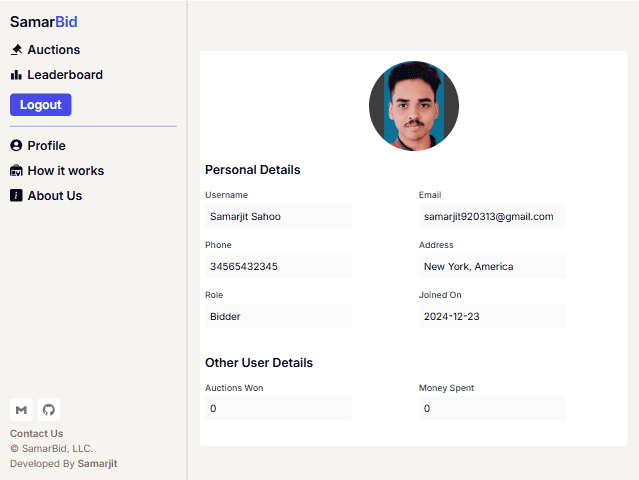 SamarBid
Auctions
Leaderboard
Logout
Profile
How it works
About Us
Contact Us
© SamarBid, LLC.
Developed By Samarjit
Personal Details
Username
Samarjit Sahoo
Email
samarjit920313@gmail.com
Phone
34565432345
Address
New York, America
Role
Bidder
Joined On
2024-12-23
Other User Details
Auctions Won
0
Money Spent
0